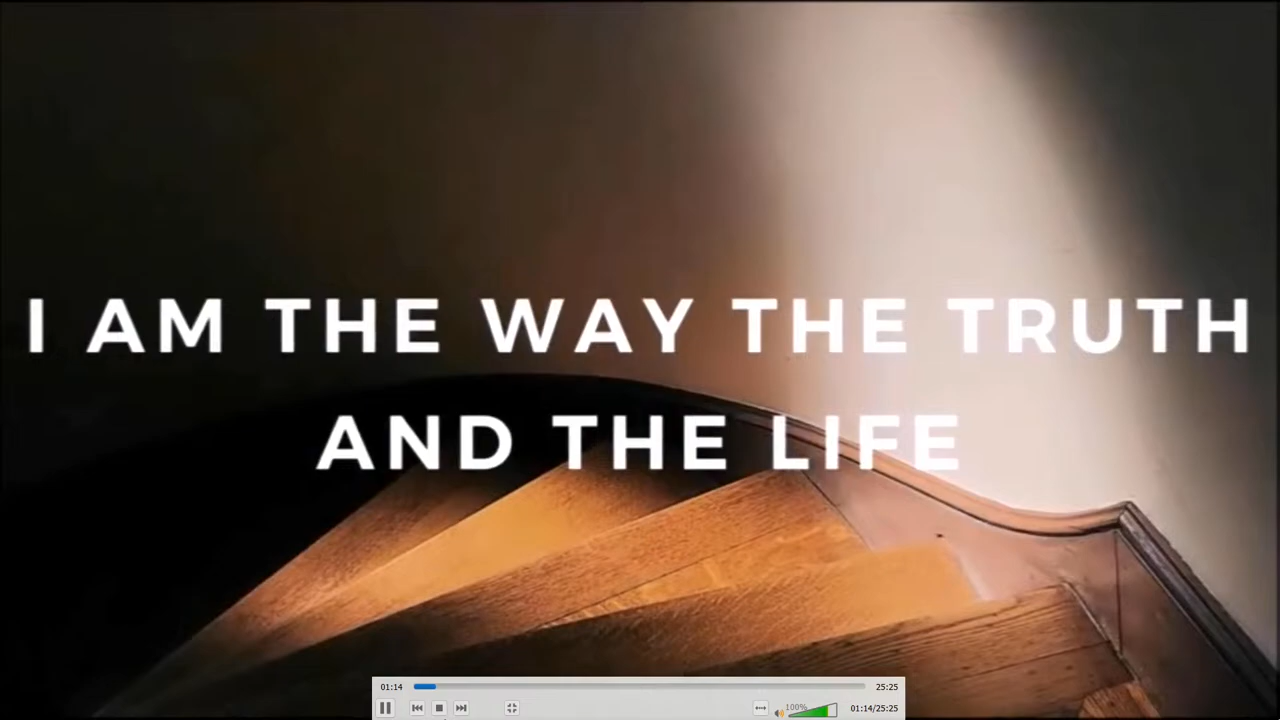 I AM THE WAY THE TRUTH
AND THE LIFE
01:14 25:25
100% 01:14/25:25